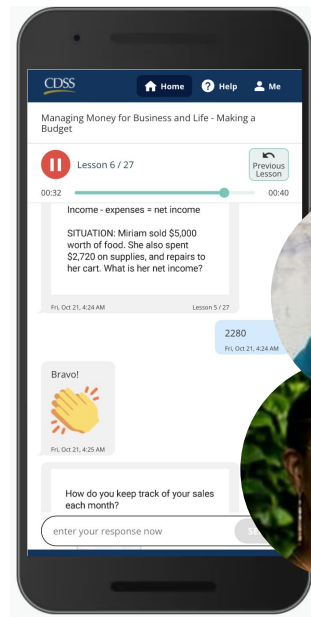 CDSS
Home
Help
Me
Managing Money for Business and Life - Making a
Budget
Lesson 6 / 27
Previous
Lesson
00:32
00:40
Income - expenses = net income
SITUATION: Miriam sold $5,000
worth of food. She also spent
$2,720 on supplies, and repairs to
her cart. What is her net income?
Fri, Oct 21, 4:24 AM
Lesson 5 / 27
2280
Fri, Oct 21, 4:24 AM
Bravo!
Fri, Oct 21, 4:25 AM
How do you keep track of your sales
each month?
enter your response now